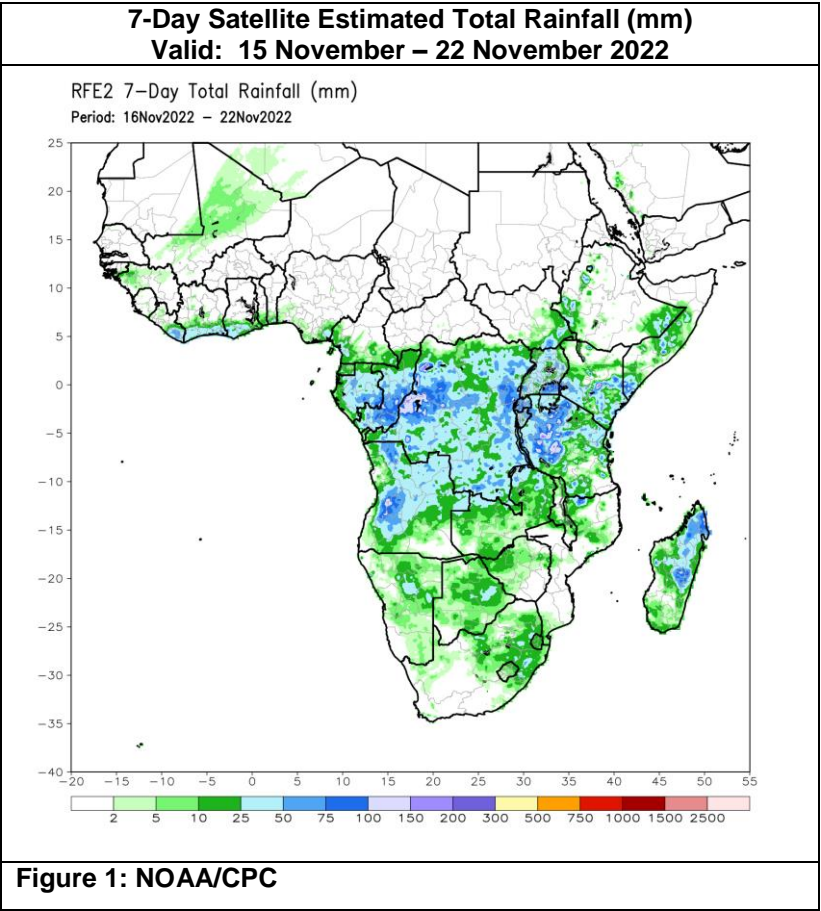 7-Day Satellite Estimated Total Rainfall (mm)
Valid:  15 November – 22 November 2022
RFE2 7-Day Total Rainfall (mm)
Period: 16Nov2022 – 22Nov2022
25
20
15
10
5
0
-5
-10
-15
-20
-25
-30
-35
-40
-20 -15 -10 -5 0 5 10 15 20 25 30 35 40 45 50 55
2 5 10 25 50 75 100 150 200 300 500 750 1000 1500 2500
Figure 1: NOAA/CPC